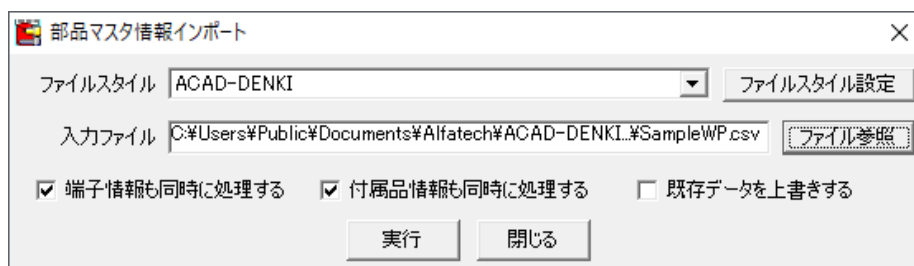 部品マスタ情報インポート
ファイルスタイル ACAD-DENKI ファイルスタイル設定
入力ファイル C:¥Users¥Public¥Documents¥Alfatech¥ACAD-DENKI..¥SampleWP.csv ファイル参照
端子情報も同時に処理する 付属品情報も同時に処理する 既存データを上書きする
実行 閉じる